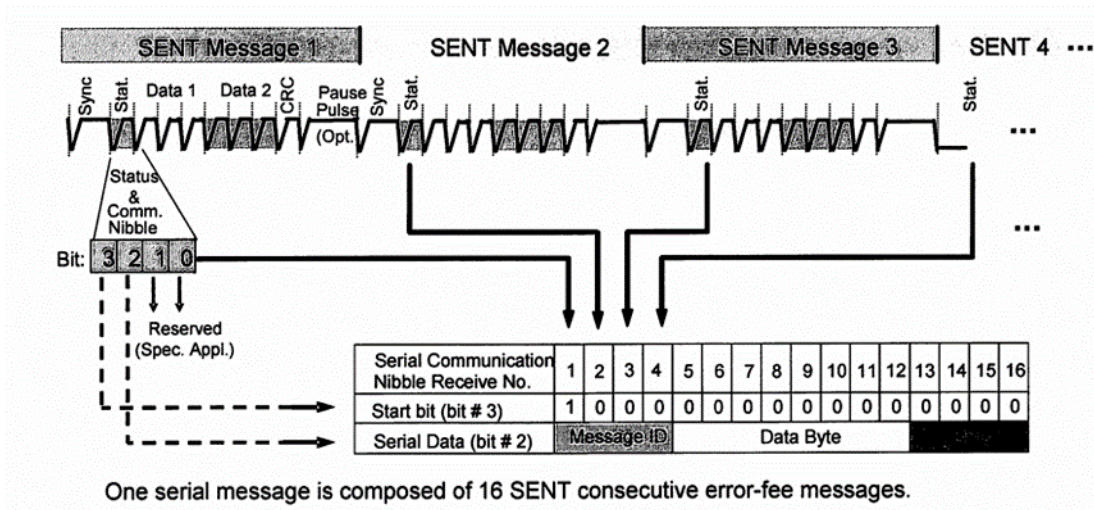 SENT Message 1 SENT Message 2 SENT Message 3 SENT 4 ...
Sync Stat. Data 1 Data 2 CRC Pause Pulse (Opt. Sync Stat. Stat. Stat.
...
Status
&
Comm.
Nibble
...
Bit: 3 2 1 0
Reserved
(Spec. Appl.)
Serial Communication
Nibble Receive No. 1 2 3 4 5 6 7 8 9 10 11 12 13 14 15 16
Start bit (bit # 3) 1 0 0 0 0 0 0 0 0 0 0 0 0 0 0 0
Serial Data (bit # 2) Message ID Data Byte
One serial message is composed of 16 SENT consecutive error-fee messages.